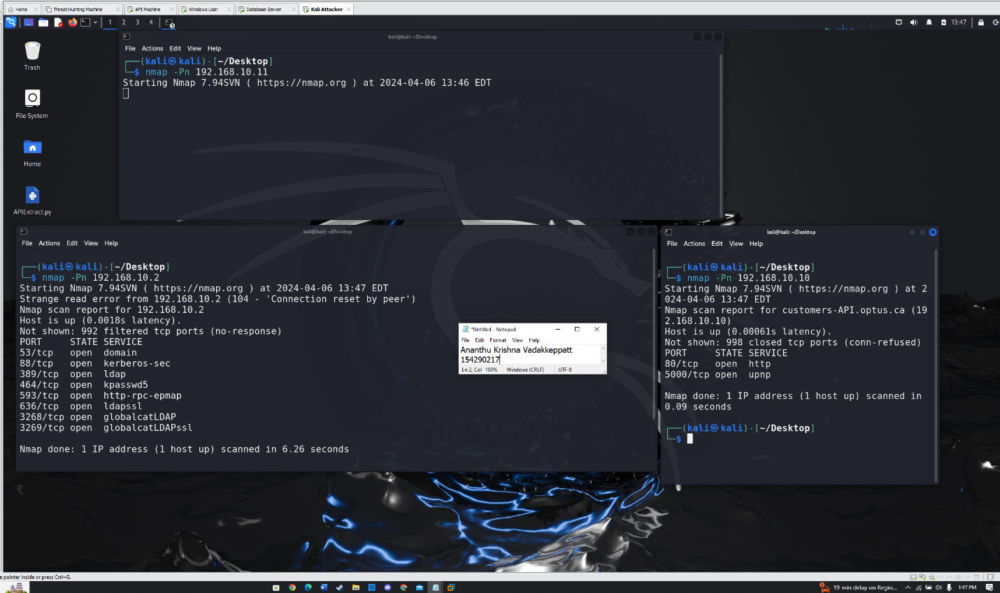 Home
Threat Hunting Machine
API Machine
Windows User
Database Server
Kali Attacker
1 2 3 4
13:47
Trash
File System
Home
APIExtract.py
kali@kali: ~/Desktop
File Actions Edit View Help
┌──(kali㉿kali)-[~/Desktop]
└─$ nmap -Pn 192.168.10.11
Starting Nmap 7.94SVN ( https://nmap.org ) at 2024-04-06 13:46 EDT
kali@kali: ~/Desktop
File Actions Edit View Help
┌──(kali㉿kali)-[~/Desktop]
└─$ nmap -Pn 192.168.10.2
Starting Nmap 7.94SVN ( https://nmap.org ) at 2024-04-06 13:47 EDT
Strange read error from 192.168.10.2 (104 - 'Connection reset by peer')
Nmap scan report for 192.168.10.2
Host is up (0.0018s latency).
Not shown: 992 filtered tcp ports (no-response)
PORT STATE SERVICE
53/tcp open domain
88/tcp open kerberos-sec
389/tcp open ldap
464/tcp open kpasswd5
593/tcp open http-rpc-epmap
636/tcp open ldapssl
3268/tcp open globalcatLDAP
3269/tcp open globalcatLDAPssl
Nmap done: 1 IP address (1 host up) scanned in 6.26 seconds
*Untitled - Notepad
File Edit Format View Help
Ananthu Krishna Vadakkeppatt
154290217
Ln 2, Col 100% Windows (CRLF) UTF-8
kali@kali: ~/Desktop
File Actions Edit View Help
┌──(kali㉿kali)-[~/Desktop]
└─$ nmap -Pn 192.168.10.10
Starting Nmap 7.94SVN ( https://nmap.org ) at 2
024-04-06 13:47 EDT
Nmap scan report for customers-API.optus.ca (19
2.168.10.10)
Host is up (0.00061s latency).
Not shown: 998 closed tcp ports (conn-refused)
PORT STATE SERVICE
80/tcp open http
5000/tcp open upnp
Nmap done: 1 IP address (1 host up) scanned in
0.09 seconds
┌──(kali㉿kali)-[~/Desktop]
└─$
e pointer inside or press Ctrl+G.
19 min delay on Regio...
1:47 PM